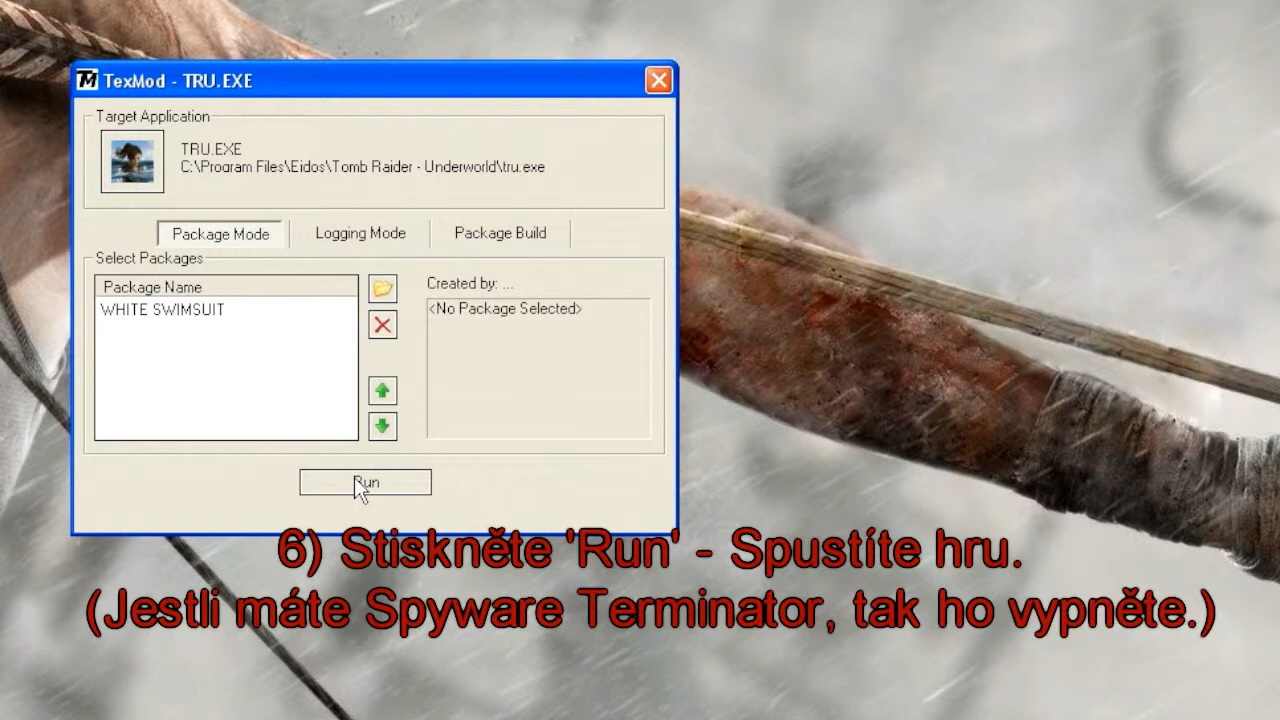 TexMod - TRU.EXE
Target Application
TRU.EXE
C:\Program Files\Eidos\Tomb Raider - Underworld\tru.exe
Package Mode
Logging Mode
Package Build
Select Packages
Package Name
WHITE SWIMSUIT
Created by: ...
<No Package Selected>
Run
6) Stiskněte 'Run' - Spustíte hru.
(Jestli máte Spyware Terminator, tak ho vypněte.)